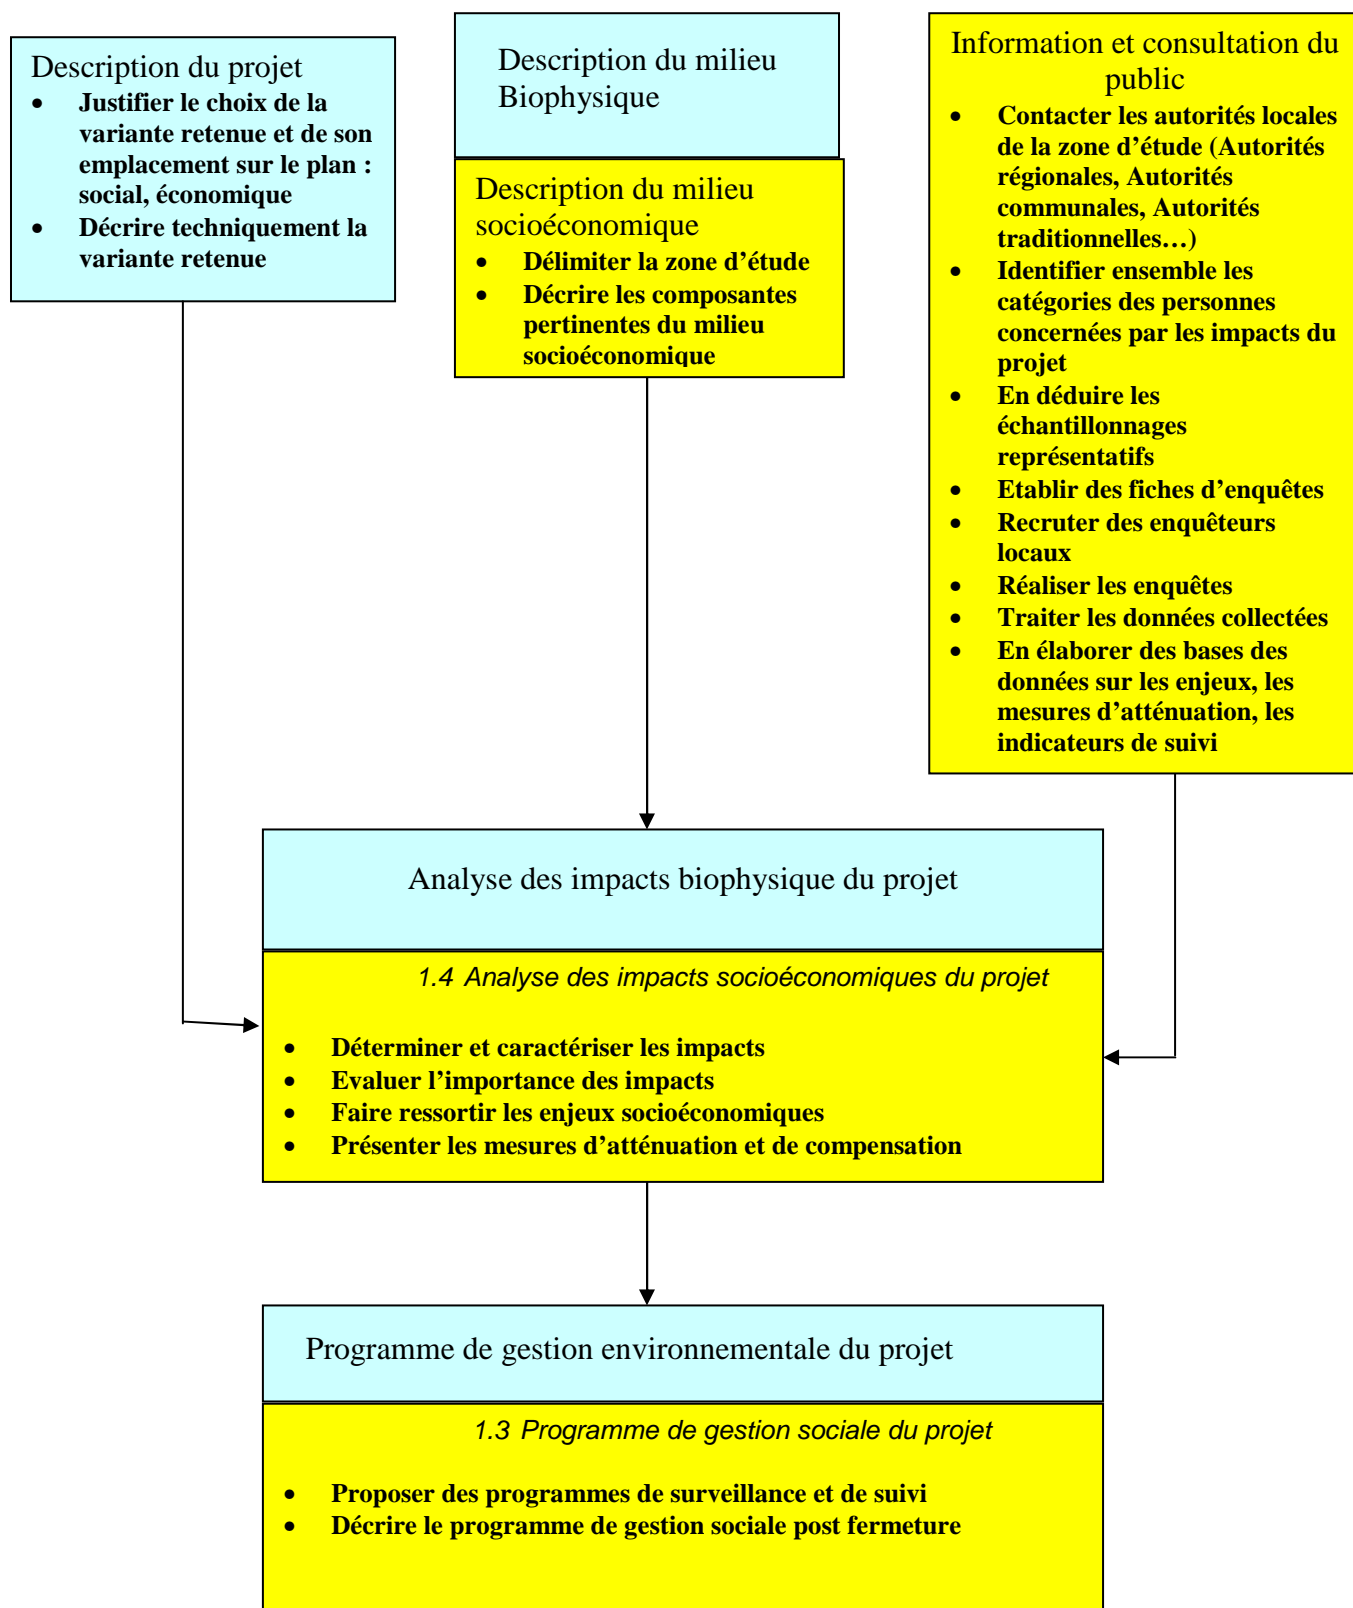 Description du projet
• Justifier le choix de la
variante retenue et de son
emplacement sur le plan :
social, économique
• Décrire techniquement la
variante retenue
Description du milieu
Biophysique
Description du milieu
socioéconomique
• Délimiter la zone d’étude
• Décrire les composantes
pertinentes du milieu
socioéconomique
Information et consultation du
public
• Contacter les autorités locales
de la zone d’étude (Autorités
régionales, Autorités
communales, Autorités
traditionnelles…)
• Identifier ensemble les
catégories des personnes
concernées par les impacts du
projet
• En déduire les
échantillonnages
représentatifs
• Etablir des fiches d’enquêtes
• Recruter des enquêteurs
locaux
• Réaliser les enquêtes
• Traiter les données collectées
• En élaborer des bases des
données sur les enjeux, les
mesures d’atténuation, les
indicateurs de suivi
Analyse des impacts biophysique du projet
1.4 Analyse des impacts socioéconomiques du projet
• Déterminer et caractériser les impacts
• Evaluer l’importance des impacts
• Faire ressortir les enjeux socioéconomiques
• Présenter les mesures d’atténuation et de compensation
Programme de gestion environnementale du projet
1.3 Programme de gestion sociale du projet
• Proposer des programmes de surveillance et de suivi
• Décrire le programme de gestion sociale post fermeture